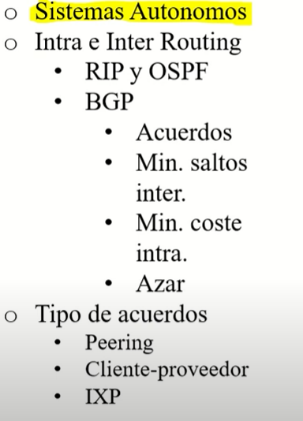 Sistemas Autonomos
Intra e Inter Routing
RIP y OSPF
BGP
Acuerdos
Min. saltos
inter.
Min. coste
intra.
Azar
Tipo de acuerdos
Peering
Cliente-proveedor
IXP